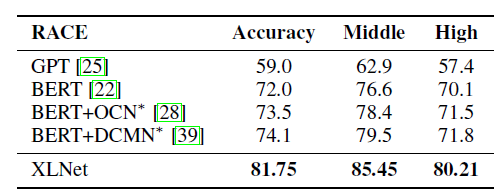 RACE Accuracy Middle High
GPT [25] 59.0 62.9 57.4
BERT [22] 72.0 76.6 70.1
BERT+OCN* [28] 73.5 78.4 71.5
BERT+DCMN* [39] 74.1 79.5 71.8
XLNet 81.75 85.45 80.21